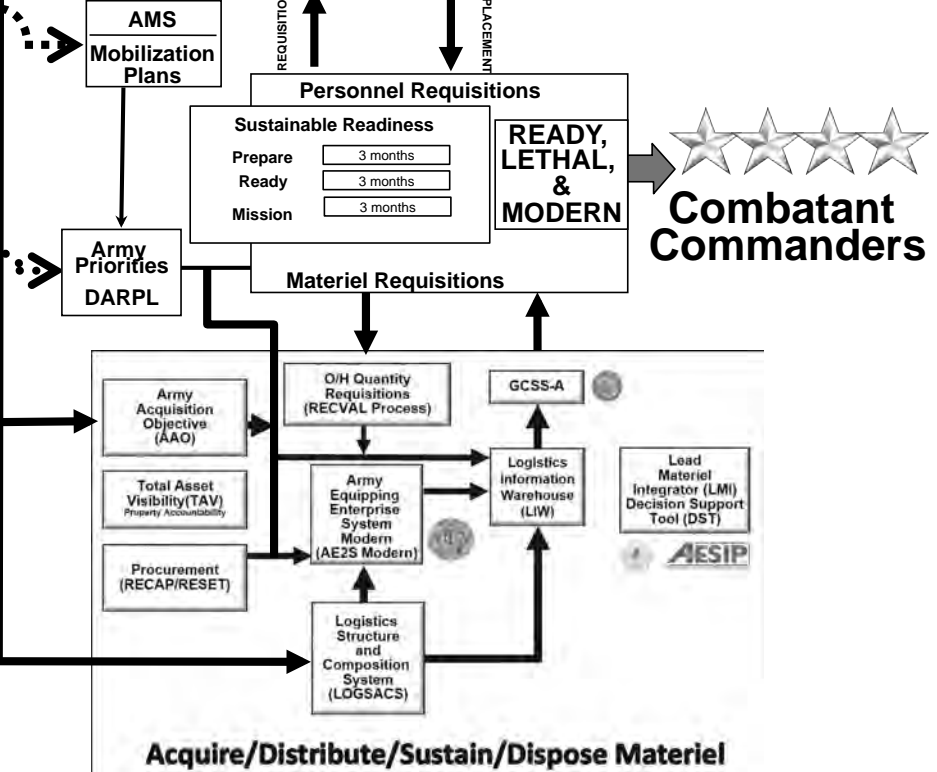 AMS
Mobilization
Plans
Personnel Requisitions
Sustainable Readiness
Prepare
3 months
Ready
3 months
Mission
3 months
READY,
LETHAL,
&
MODERN
Combatant
Commanders
Army
Priorities
DARPL
Materiel Requisitions
Army
Acquisition
Objective
(AAO)
O/H Quantity
Requisitions
(RECVAL Process)
GCSS-A
Total Asset
Visibility(TAV)
Property Accountability
Army
Equipping
Enterprise
System
Modern
(AE2S Modern)
Logistics
Information
Warehouse
(LIW)
Lead
Materiel
Integrator (LMI)
Decision Support
Tool (DST)
AESIP
Procurement
(RECAP/RESET)
Logistics
Structure
and
Composition
System
(LOGSACS)
Acquire/Distribute/Sustain/Dispose Materiel